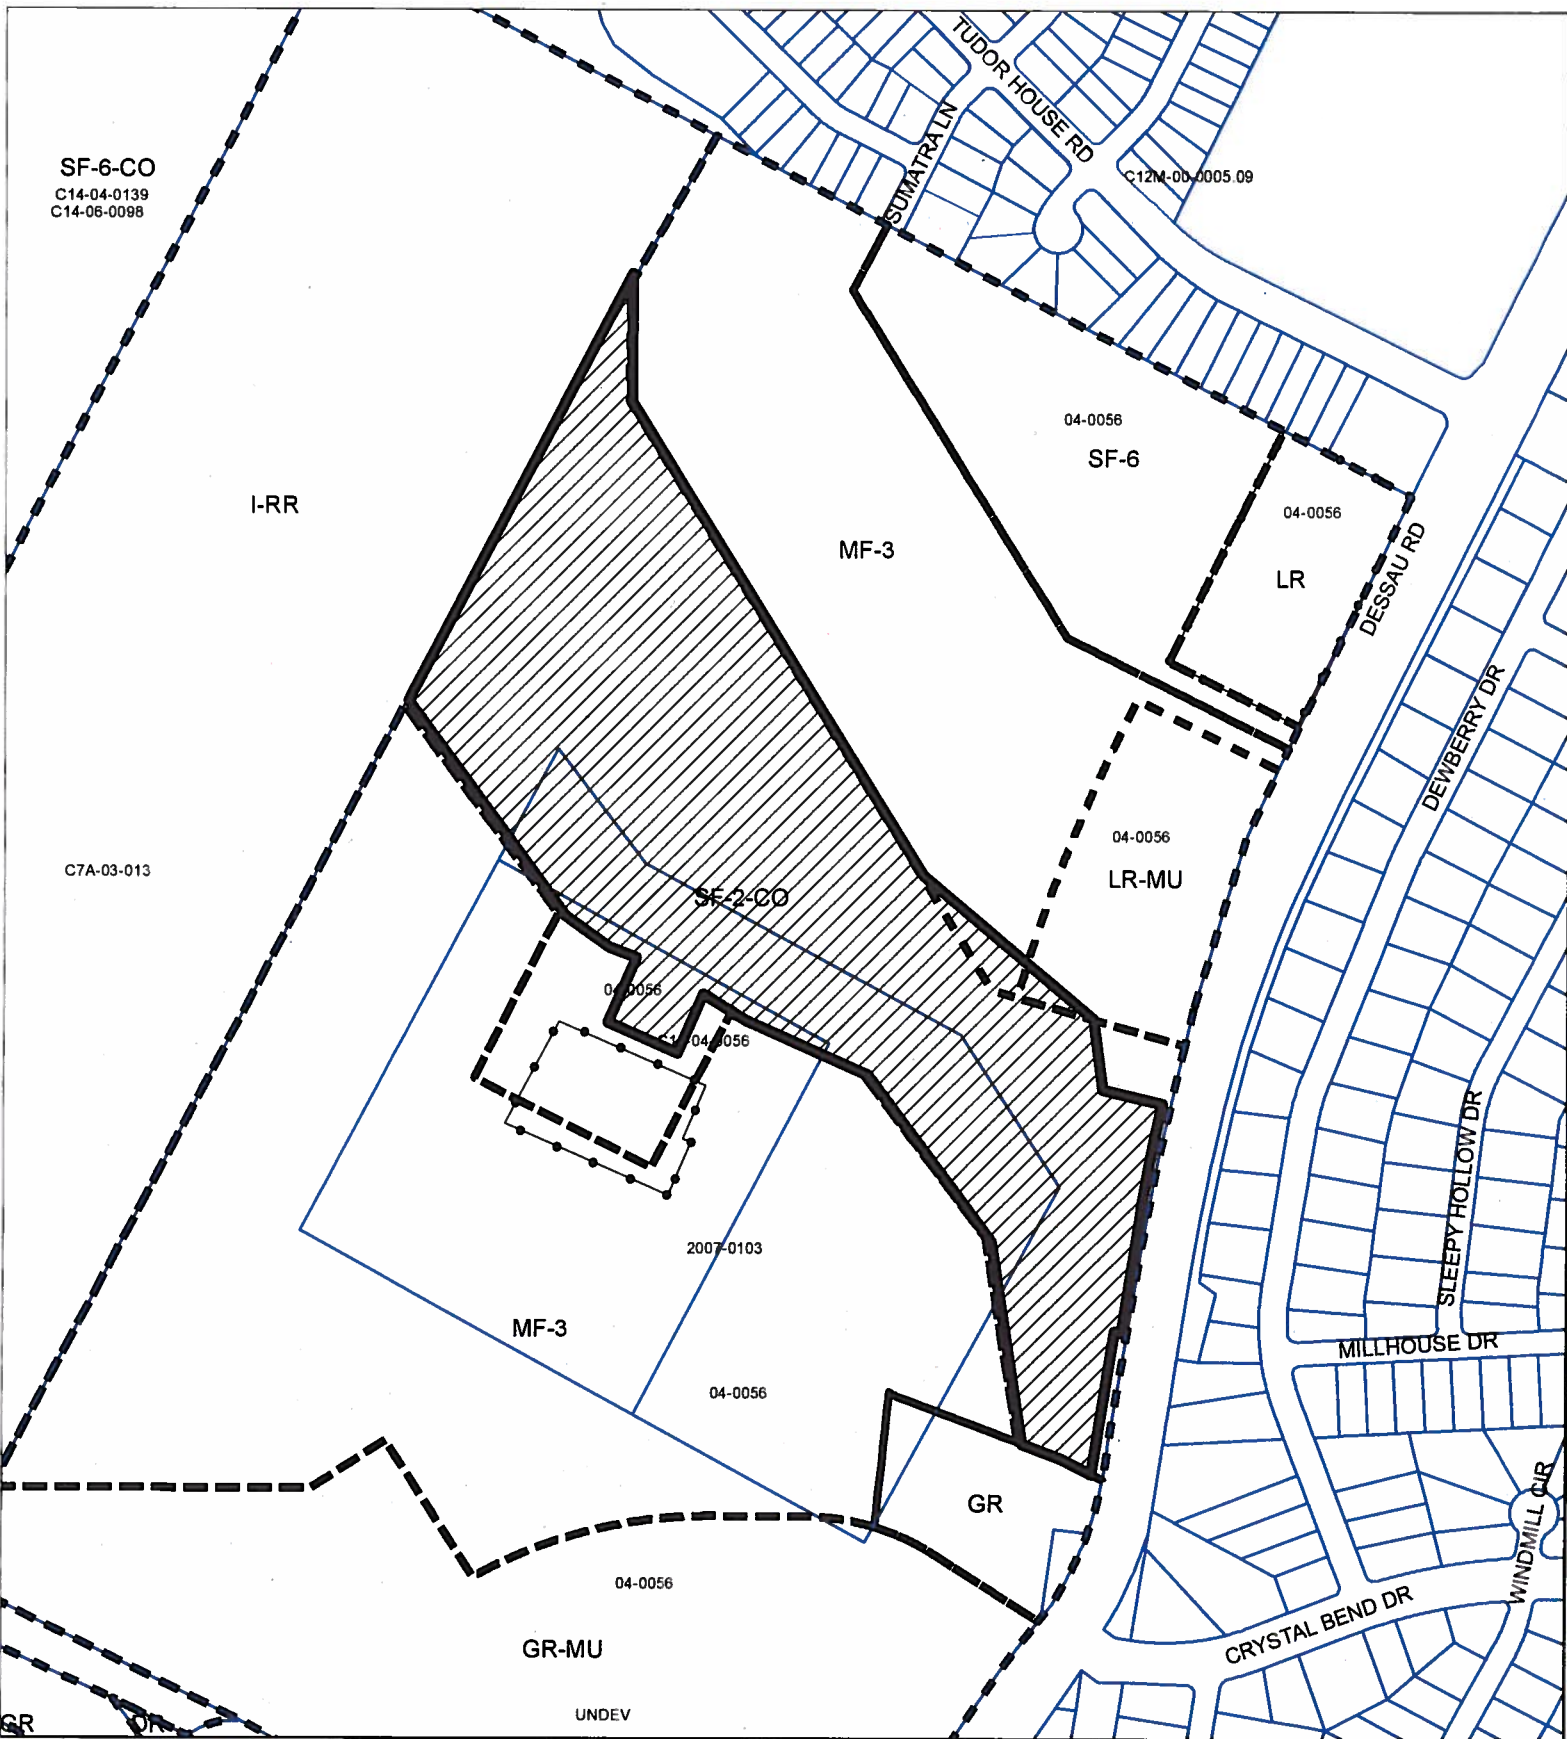 TUDOR HOUSE RD
SUMATRA LN
C12M-00-0005.09
SF-6-CO
C14-04-0139
C14-06-0098
04-0056
SF-6
I-RR
04-0056
MF-3
LR
DESSAU RD
DEWBERRY DR
04-0056
LR-MU
C7A-03-013
SF-2-CO
04-0056
04-0056
SLEEPY HOLLOW DR
2007-0103
MF-3
MILLHOUSE DR
04-0056
GR
WINDMILL CIR
04-0056
CRYSTAL BEND DR
GR-MU
UNDEV
GR